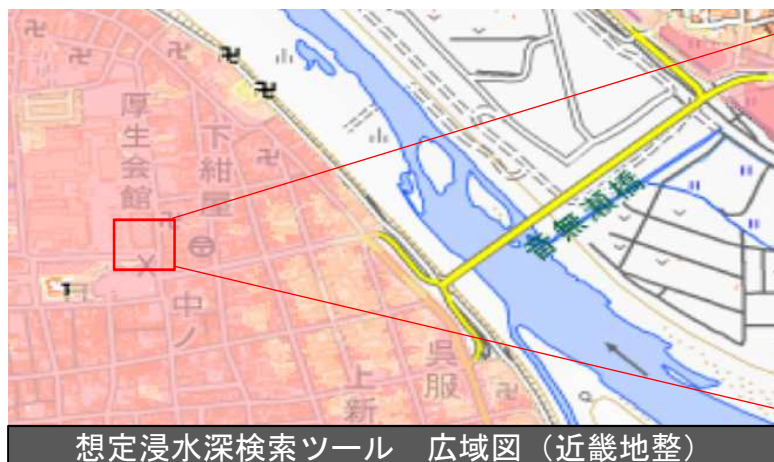 厚生会館
下紺屋
音無瀬橋
中ノ
呉服
上新
想定浸水深検索ツール 広域図（近畿地整）